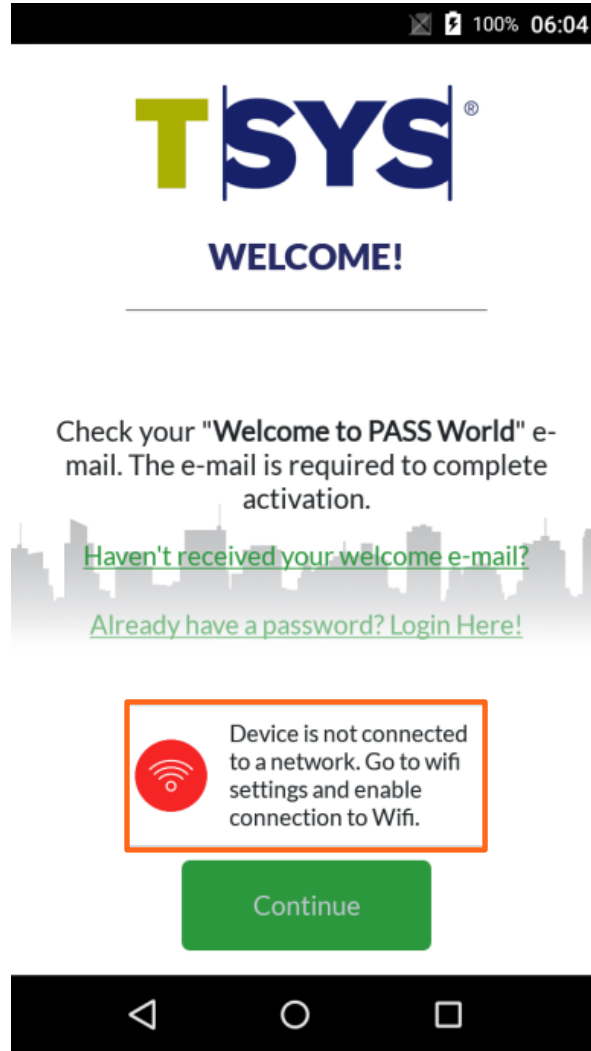 100% 06:04
TSYS®
WELCOME!
Check your "Welcome to PASS World" e-
mail. The e-mail is required to complete
activation.
Haven't received your welcome e-mail?
Already have a password? Login Here!
Device is not connected
to a network. Go to wifi
settings and enable
connection to Wifi.
Continue